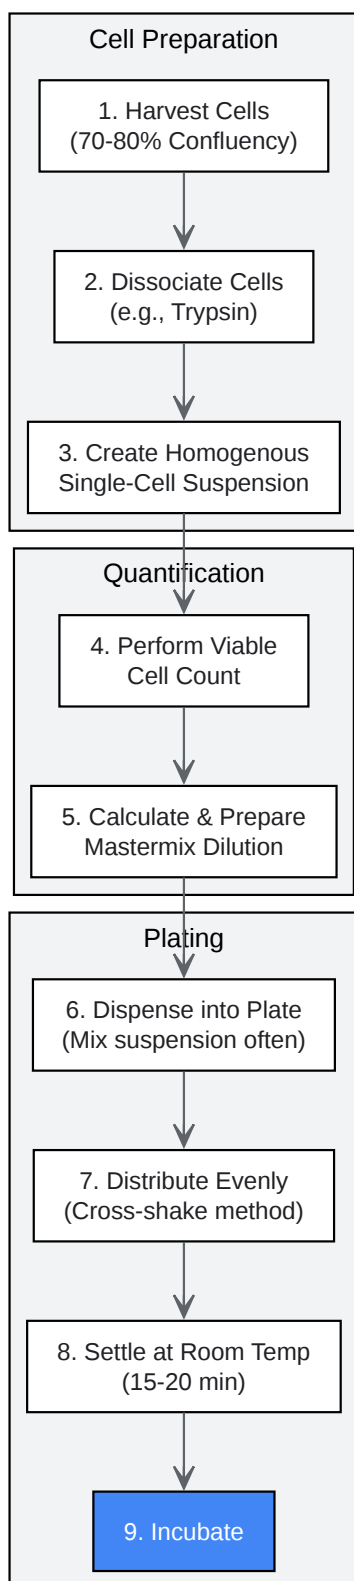 Cell Preparation
1. Harvest Cells
(70-80% Confluency)
2. Dissociate Cells
(e.g., Trypsin)
3. Create Homogenous
Single-Cell Suspension
Quantification
4. Perform Viable
Cell Count
5. Calculate & Prepare
Mastermix Dilution
Plating
6. Dispense into Plate
(Mix suspension often)
7. Distribute Evenly
(Cross-shake method)
8. Settle at Room Temp
(15-20 min)
9. Incubate